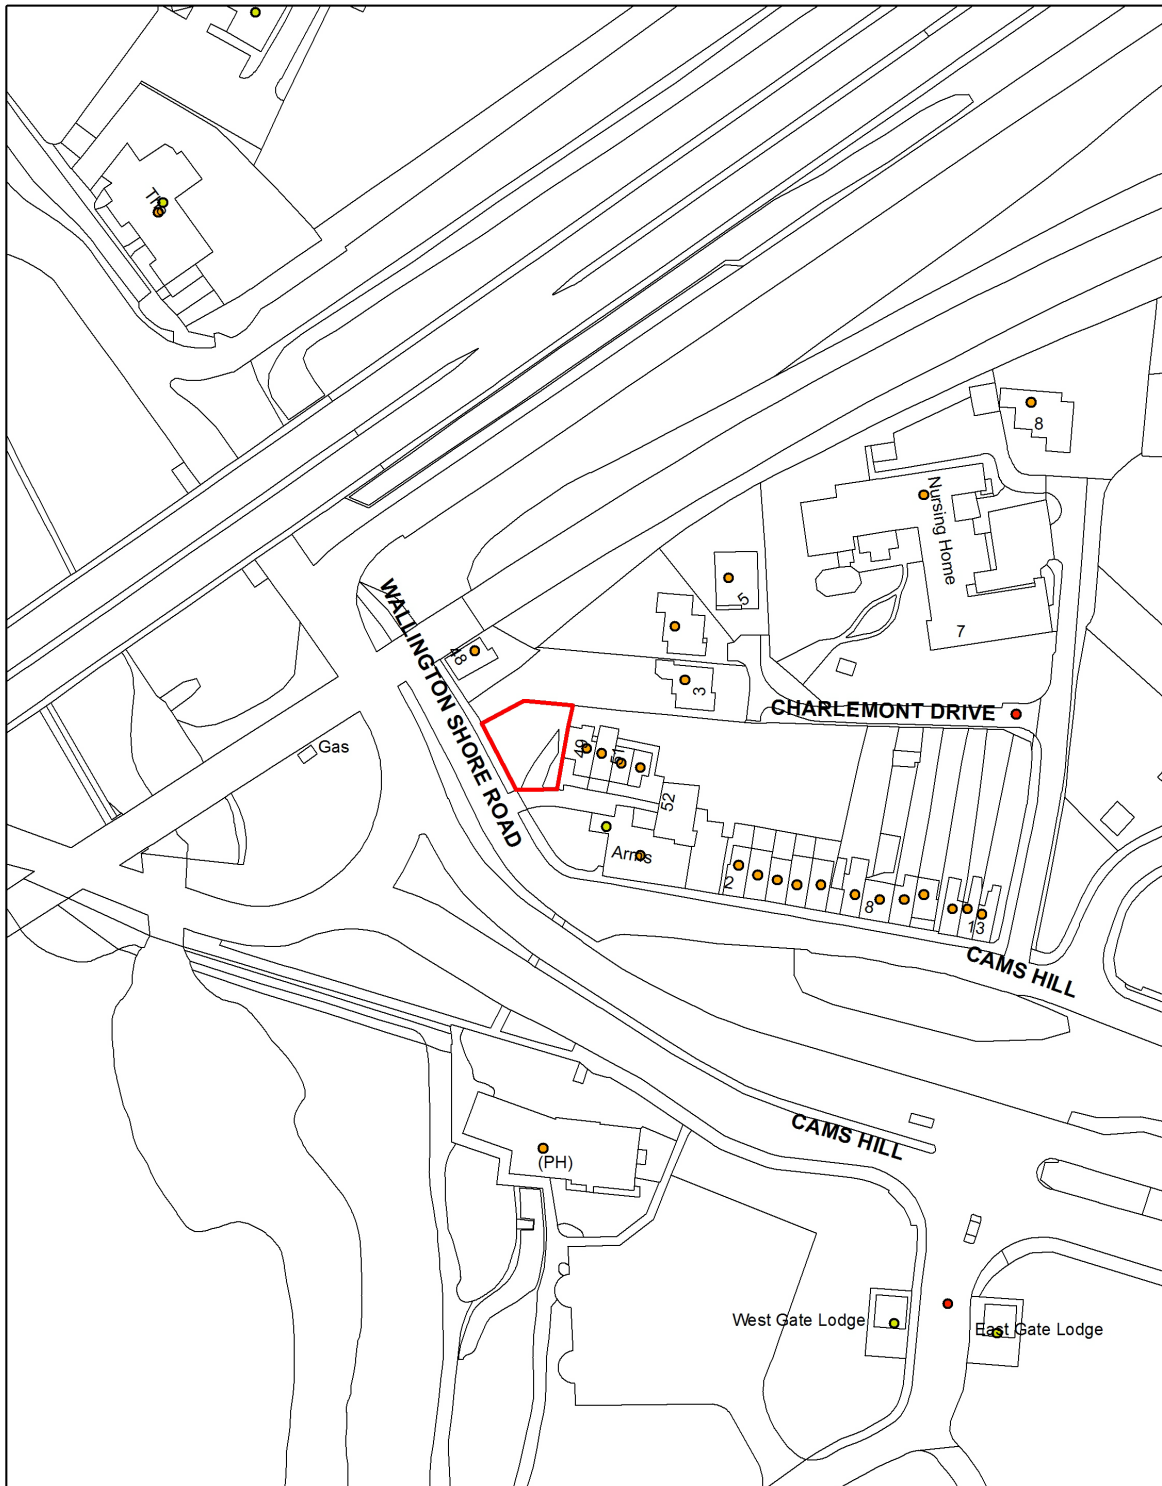 Th
8
Nursing Home
5
7
48
3
WALLINGTON SHORE ROAD
CHARLEMONT DRIVE
Gas
49
51
52
Arms
2
8
13
CAMS HILL
CAMS HILL
(PH)
West Gate Lodge
East Gate Lodge